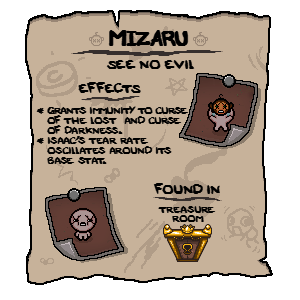 MIZARU
SEE NO EVIL
EFFECTS
GRANTS IMMUNITY TO CURSE
OF THE LOST AND CURSE
OF DARKNESS.
ISAAC'S TEAR RATE
OSCILLATES AROUND ITS
BASE STAT.
FOUND IN
TREASURE
ROOM